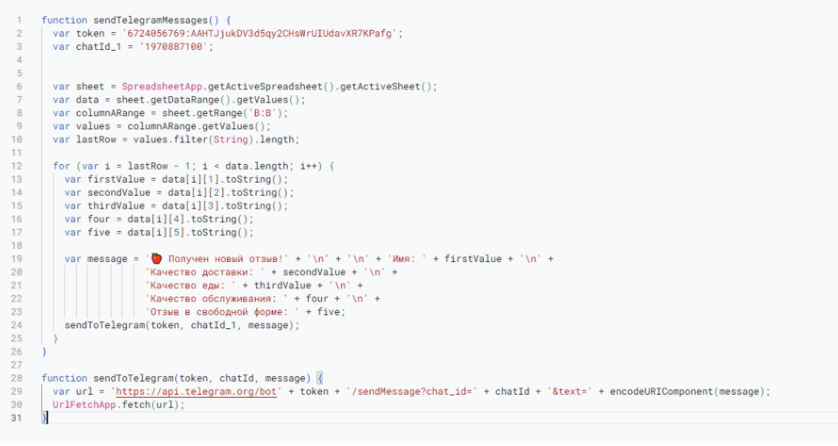 1 function sendTelegramMessages() {
2 var token = '6724056769:AAHTJjukDV3d5qy2CHsWrUIUdavXR7KPafg';
3 var chatId_1 = '1970887100';
4
5
6 var sheet = SpreadsheetApp.getActiveSpreadsheet().getActiveSheet();
7 var data = sheet.getDataRange().getValues();
8 var columnARange = sheet.getRange('B:B');
9 var values = columnARange.getValues();
10 var lastRow = values.filter(String).length;
11
12 for (var i = lastRow - 1; i < data.length; i++) {
13 var firstValue = data[i][1].toString();
14 var secondValue = data[i][2].toString();
15 var thirdValue = data[i][3].toString();
16 var four = data[i][4].toString();
17 var five = data[i][5].toString();
18
19 var message = '🍎 Получен новый отзыв!' + '\n' + '\n' + 'Имя: ' + firstValue + '\n' +
20 'Качество доставки: ' + secondValue + '\n' +
21 'Качество еды: ' + thirdValue + '\n' +
22 'Качество обслуживания: ' + four + '\n' +
23 'Отзыв в свободной форме: ' + five;
24 sendToTelegram(token, chatId_1, message);
25 }
26 }
27
28 function sendToTelegram(token, chatId, message) {
29 var url = 'https://api.telegram.org/bot' + token + '/sendMessage?chat_id=' + chatId + '&text=' + encodeURIComponent(message);
30 UrlFetchApp.fetch(url);
31 }